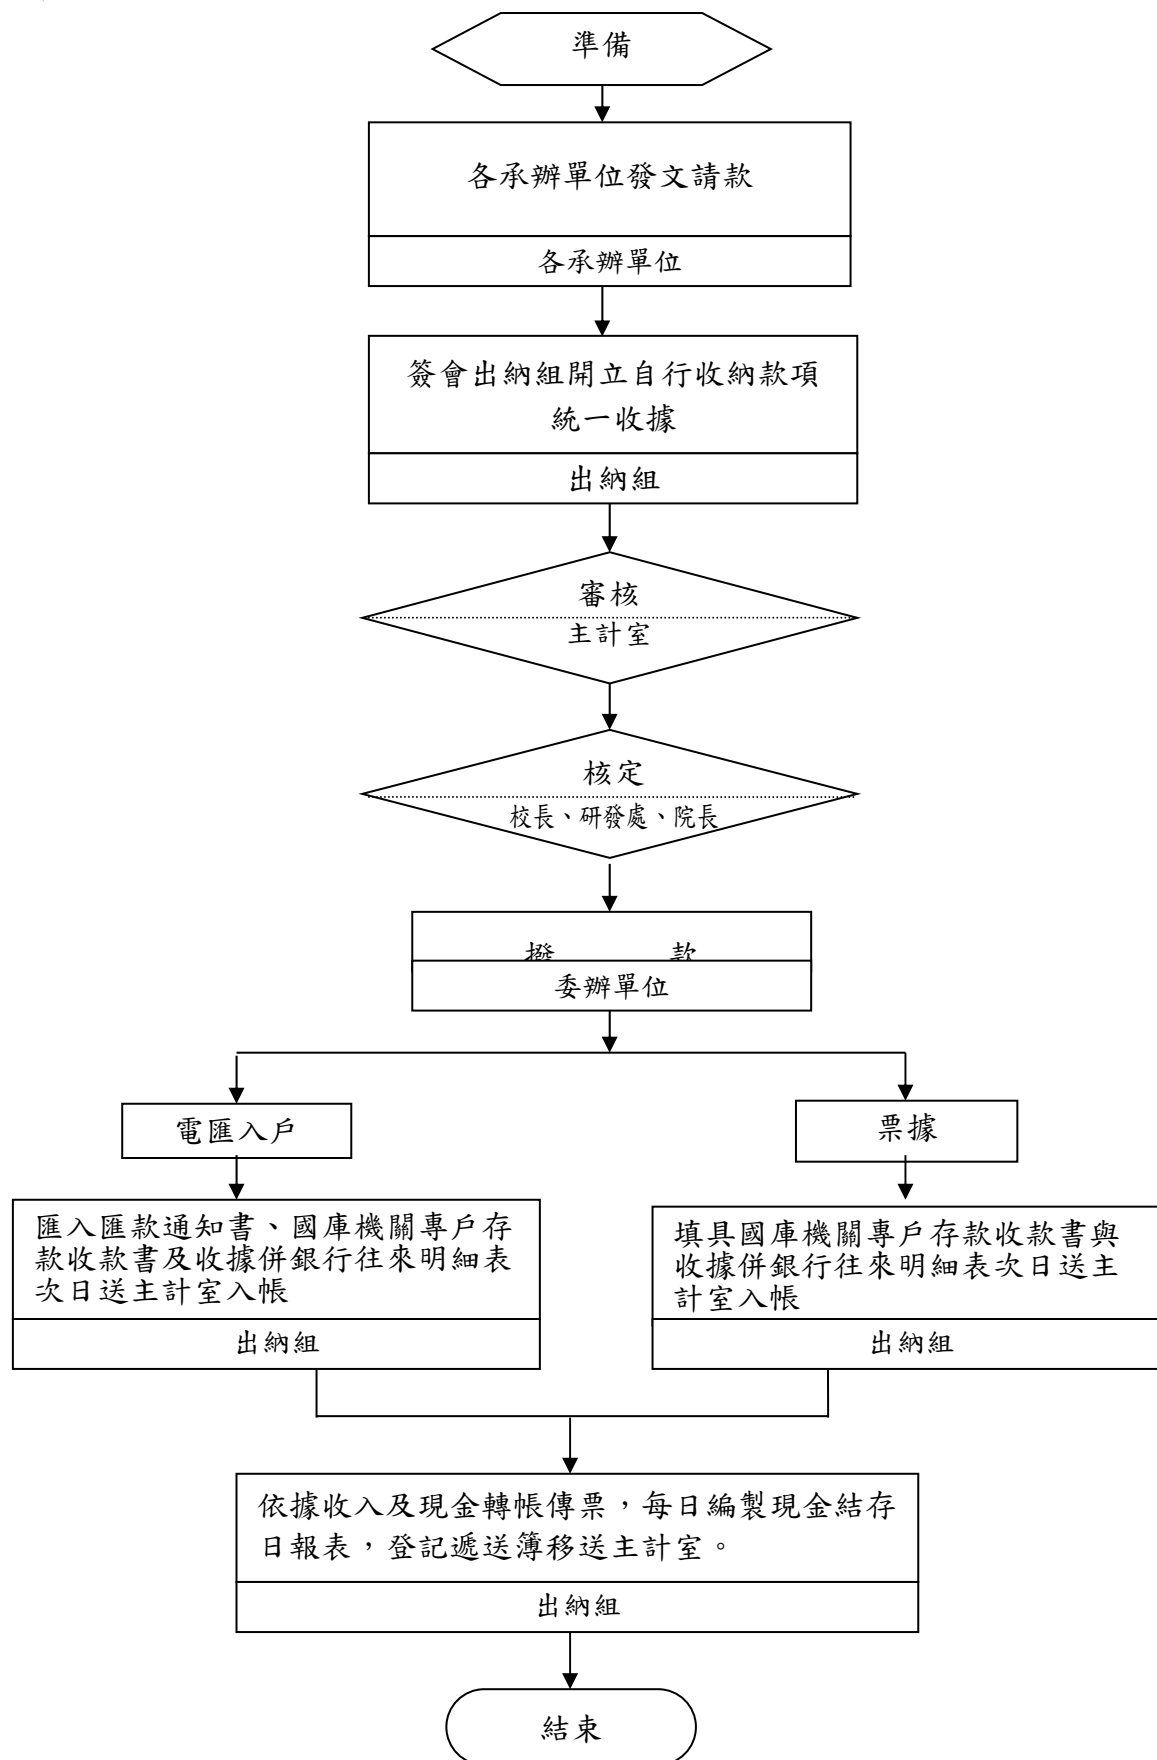 準備
各承辦單位發文請款
各承辦單位
簽會出納組開立自行收納款項
統一收據
出納組
審核
主計室
核定
校長、研發處、院長
撥 款
委辦單位
電匯入戶
票據
匯入匯款通知書、國庫機關專戶存
款收款書及收據併銀行往來明細表
次日送主計室入帳
出納組
填具國庫機關專戶存款收款書與
收據併銀行往來明細表次日送主
計室入帳
出納組
依據收入及現金轉帳傳票，每日編製現金結存
日報表，登記遞送簿移送主計室。
出納組
結束